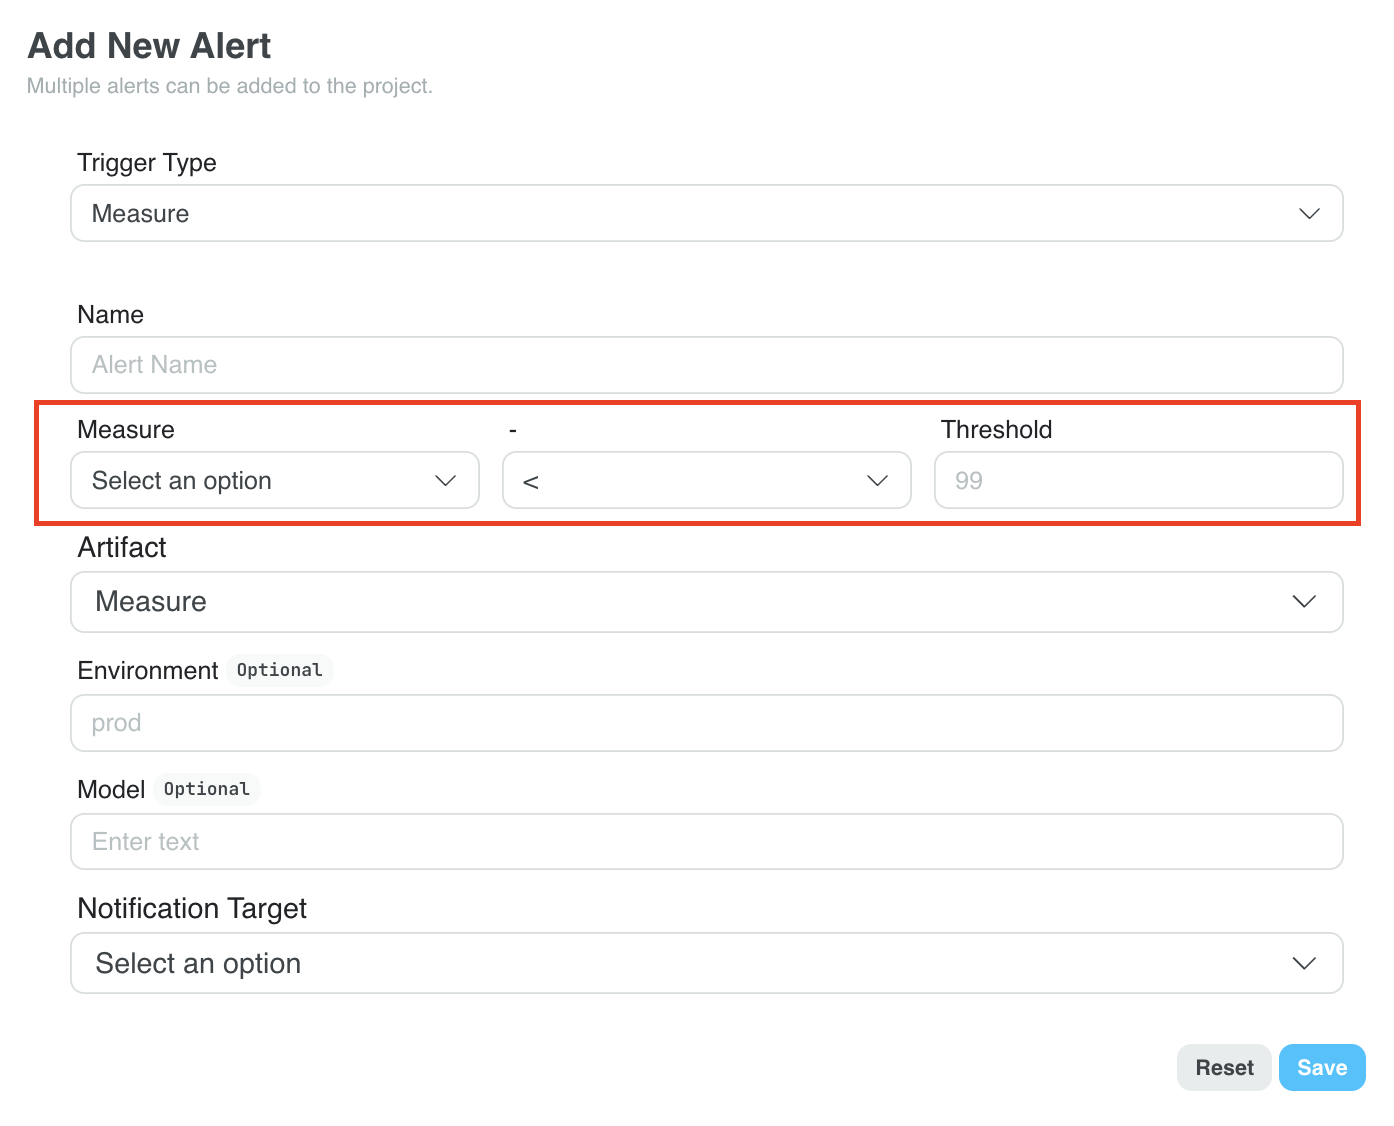 Add New Alert
Multiple alerts can be added to the project.
Trigger Type
Measure
Name
Alert Name
Measure - Threshold
Select an option < 99
Artifact
Measure
Environment Optional
prod
Model Optional
Enter text
Notification Target
Select an option
Reset Save